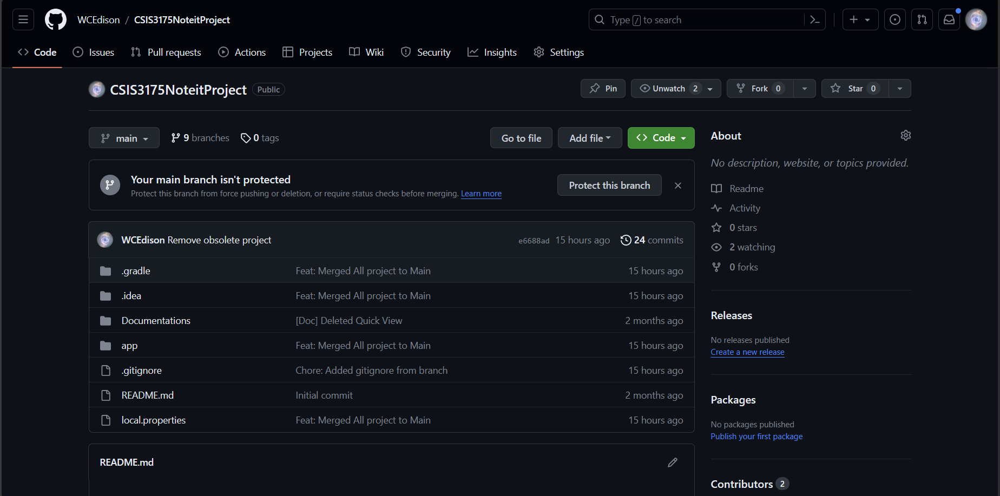 WCEdison / CSIS3175NoteitProject
Type / to search
Code Issues Pull requests Actions Projects Wiki Security Insights Settings
CSIS3175NoteitProject Public
Pin Unwatch 2 Fork 0 Star 0
main 9 branches 0 tags Go to file Add file Code
Your main branch isn't protected
Protect this branch from force pushing or deletion, or require status checks before merging. Learn more
Protect this branch
WCEdison Remove obsolete project e6688ad 15 hours ago 24 commits
.gradle Feat: Merged All project to Main 15 hours ago
.idea Feat: Merged All project to Main 15 hours ago
Documentations [Doc] Deleted Quick View 2 months ago
app Feat: Merged All project to Main 15 hours ago
.gitignore Chore: Added gitignore from branch 15 hours ago
README.md Initial commit 2 months ago
local.properties Feat: Merged All project to Main 15 hours ago
README.md
About
No description, website, or topics provided.
Readme
Activity
0 stars
2 watching
0 forks
Releases
No releases published
Create a new release
Packages
No packages published
Publish your first package
Contributors 2